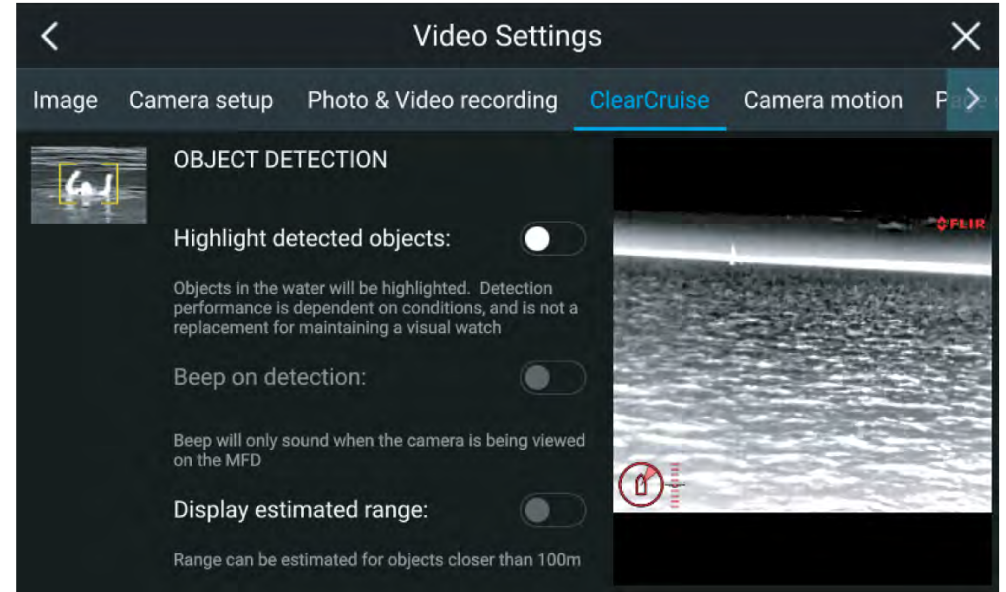 Video Settings
Image Camera setup Photo & Video recording ClearCruise Camera motion
OBJECT DETECTION
Highlight detected objects:
Objects in the water will be highlighted. Detection
performance is dependent on conditions, and is not a
replacement for maintaining a visual watch
Beep on detection:
Beep will only sound when the camera is being viewed
on the MFD
Display estimated range:
Range can be estimated for objects closer than 100m
FLIR